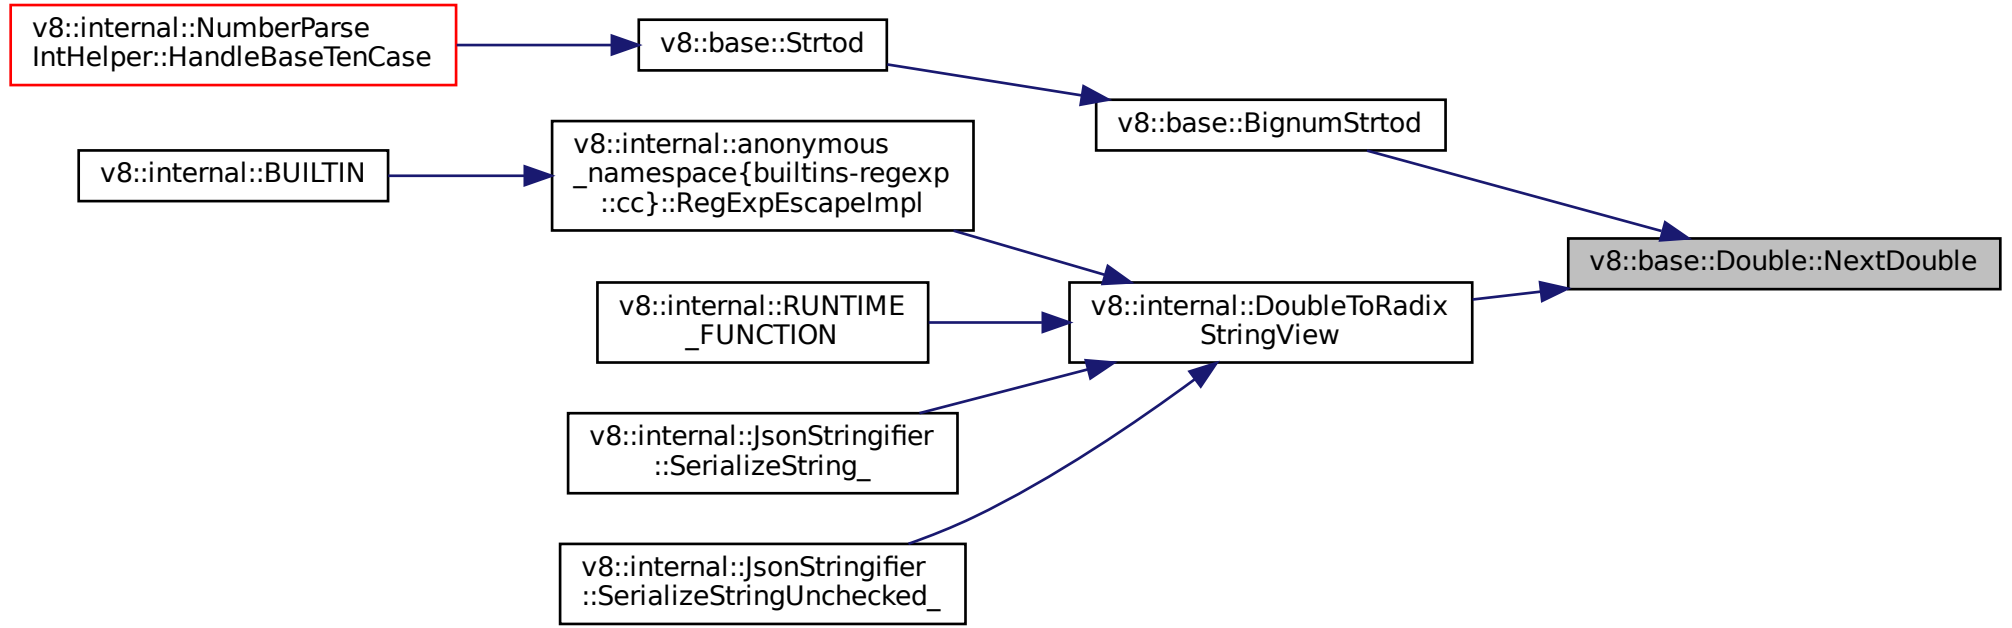 v8::internal::NumberParse
IntHelper::HandleBaseTenCase
v8::base::Strtod
v8::base::BignumStrtod
v8::internal::anonymous
_namespace{builtins-regexp
::cc}::RegExpEscapeImpl
v8::internal::BUILTIN
v8::base::Double::NextDouble
v8::internal::RUNTIME
_FUNCTION
v8::internal::DoubleToRadix
StringView
v8::internal::JsonStringifier
::SerializeString_
v8::internal::JsonStringifier
::SerializeStringUnchecked_